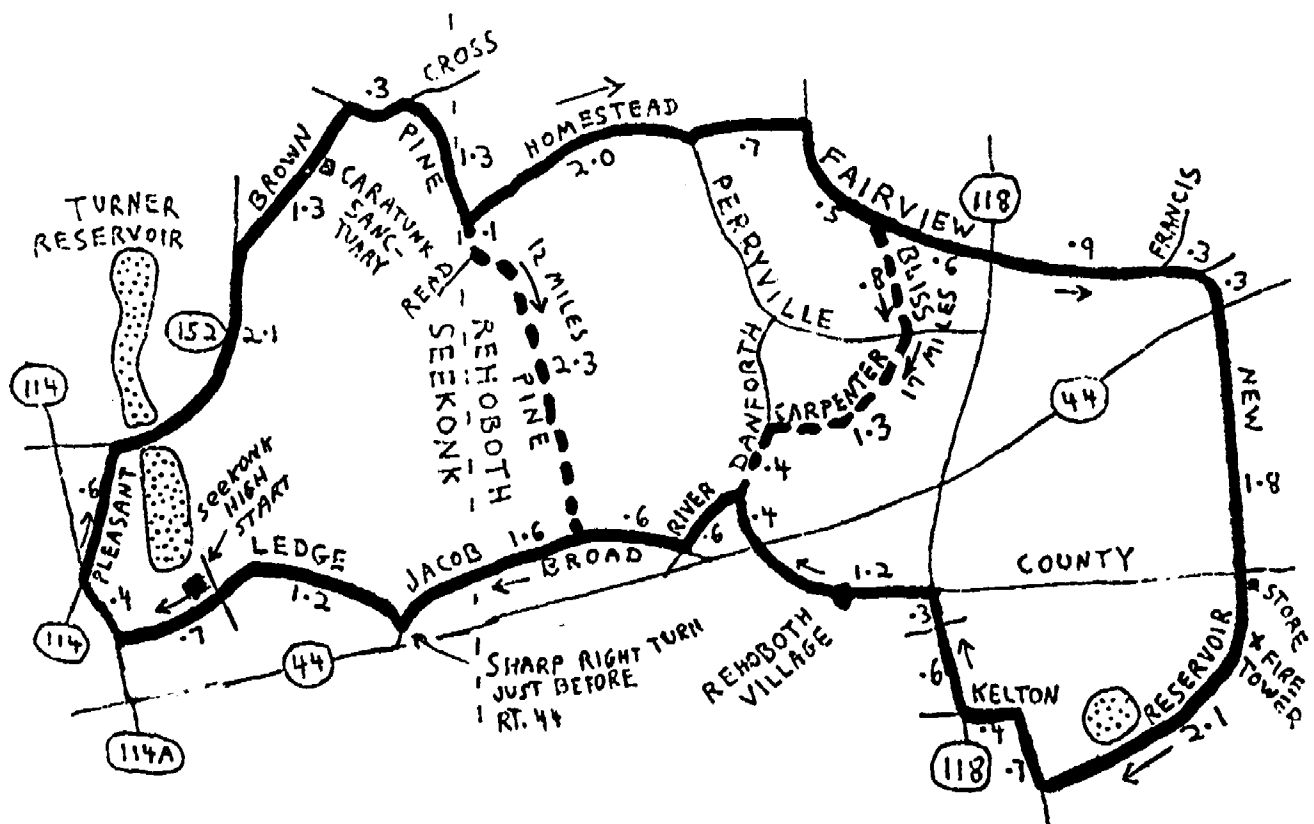 .3
CROSS
PINE
1.3
HOMESTEAD
2.0
.7
FAIRVIEW
.5
118
.6
.9
FRANCIS
.3
.3
BROWN
1.3
CARATUNK
SANC-
TUARY
TURNER
RESERVOIR
READ
.1
12 MILES
2.3
PINE
REHOBOTH
SEEKONK
PERRYVILLE
BLISS
.8
17 MILES
DANFORTH
CARPENTER
1.3
.4
152
2.1
114
44
NEW
1.8
.6
PLEASANT
SEEKONK
HIGH
START
LEDGE
1.2
JACOB
1.6
BROAD
.6
RIVER
.6
.4
1.2
COUNTY
STORE
FIRE
TOWER
.4
.7
114
44
SHARP RIGHT TURN
JUST BEFORE
RT. 44
REHOBOTH
VILLAGE
.3
.6
KELTON
.4
.7
RESERVOIR
2.1
114A
118